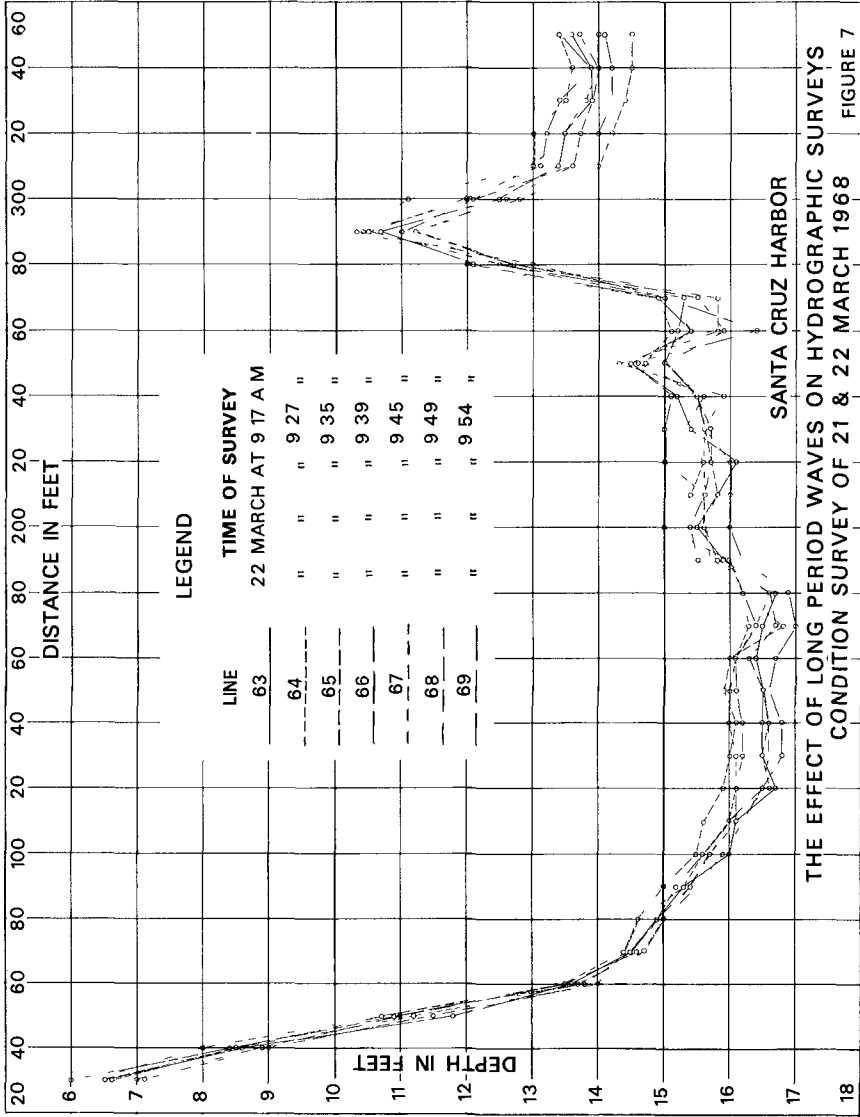 DISTANCE IN FEET
20 40 60 80 100 20 40 60 80 200 20 40 60 80 300 20 40 60
LEGEND
LINE TIME OF SURVEY
63 22 MARCH AT 9 17 AM
64 " " " 9 27 "
65 " " " 9 35 "
66 " " " 9 39 "
67 " " " 9 45 "
68 " " " 9 49 "
69 " " " 9 54 "
DEPTH IN FEET
6
7
8
9
10
11
12
13
14
15
16
17
18
SANTA CRUZ HARBOR
THE EFFECT OF LONG PERIOD WAVES ON HYDROGRAPHIC SURVEYS
CONDITION SURVEY OF 21 & 22 MARCH 1968
FIGURE 7